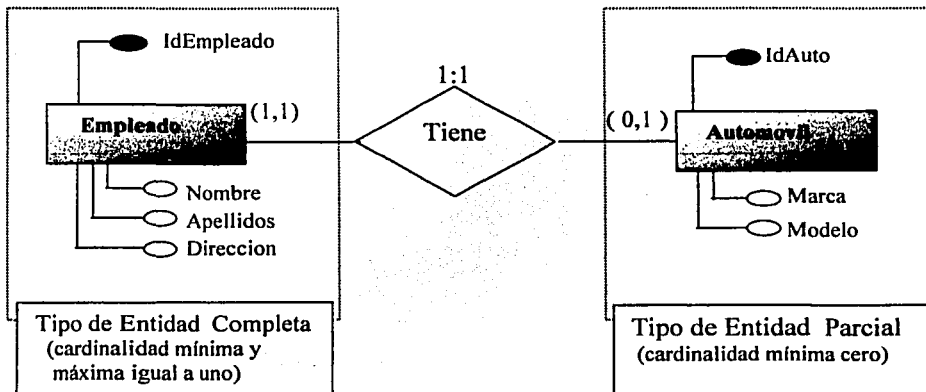 IdEmpleado
Empleado
(1,1)
Nombre
Apellidos
Direccion
Tipo de Entidad Completa
(cardinalidad mínima y
máxima igual a uno)
1:1
Tiene
( 0,1 )
IdAuto
Automovil
Marca
Modelo
Tipo de Entidad Parcial
(cardinalidad mínima cero)